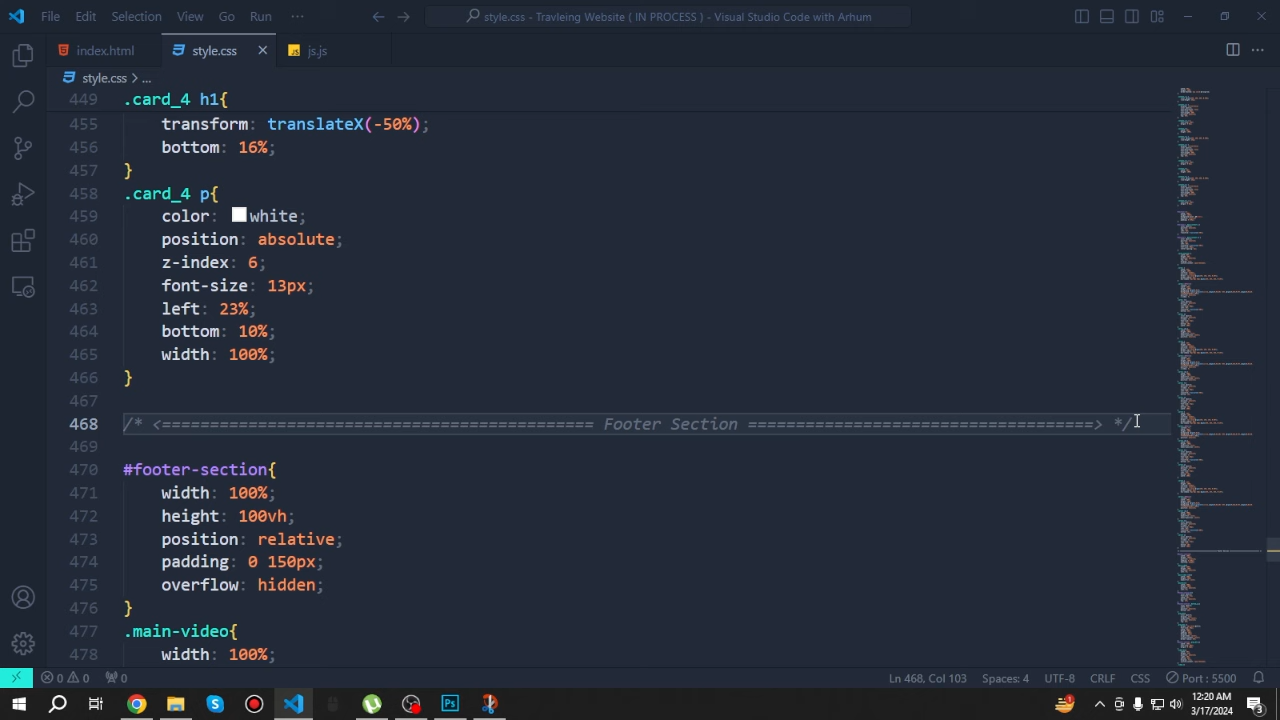 File Edit Selection View Go Run ···
style.css - Travleing Website ( IN PROCESS ) - Visual Studio Code with Arhum
index.html style.css js.js
style.css > ...
449 .card_4 h1{
455 transform: translateX(-50%);
456 bottom: 16%;
457 }
458 .card_4 p{
459 color: white;
460 position: absolute;
461 z-index: 6;
462 font-size: 13px;
463 left: 23%;
464 bottom: 10%;
465 width: 100%;
466 }
467
468 /* <============================================= Footer Section ====================================> */
469
470 #footer-section{
471 width: 100%;
472 height: 100vh;
473 position: relative;
474 padding: 0 150px;
475 overflow: hidden;
476 }
477 .main-video{
478 width: 100%;
0 0 0 Ln 468, Col 103 Spaces: 4 UTF-8 CRLF CSS Port : 5500
12:20 AM
3/17/2024